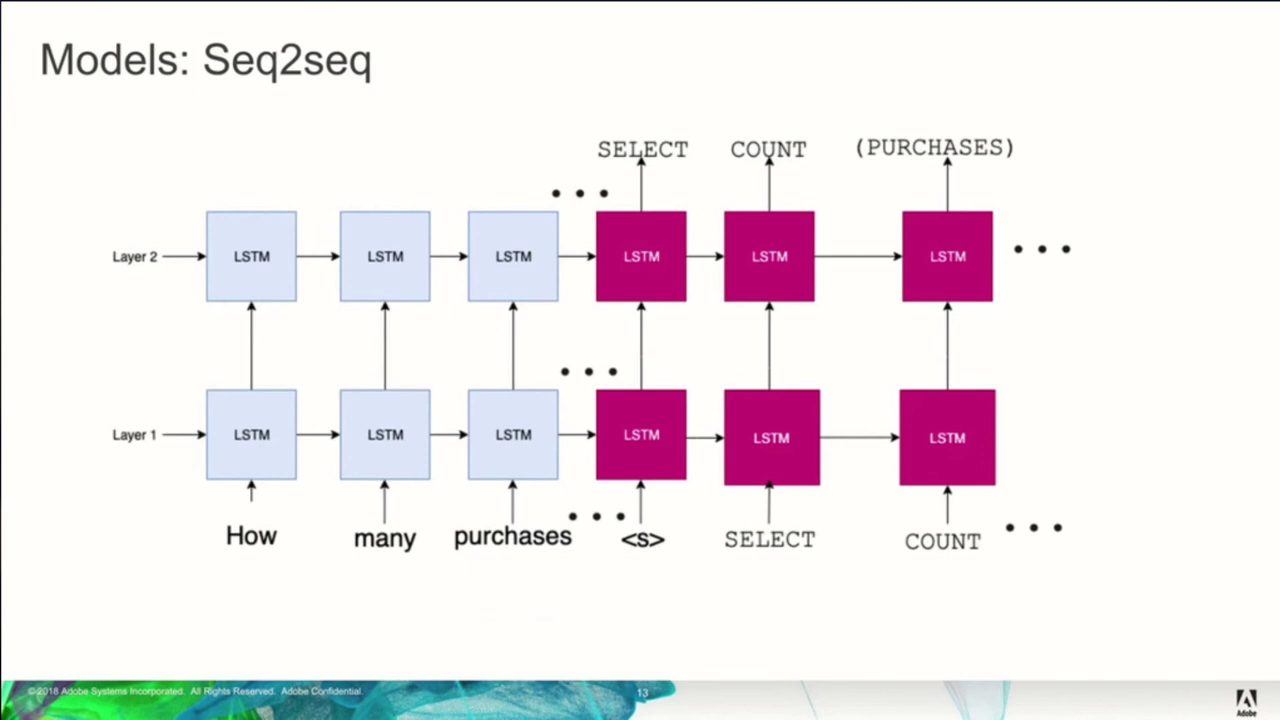 Models: Seq2seq
SELECT COUNT (PURCHASES)
Layer 2 LSTM LSTM LSTM LSTM LSTM LSTM
Layer 1 LSTM LSTM LSTM LSTM LSTM LSTM
How many purchases <s> SELECT COUNT
©2018 Adobe Systems Incorporated. All Rights Reserved. Adobe Confidential.
13
Adobe